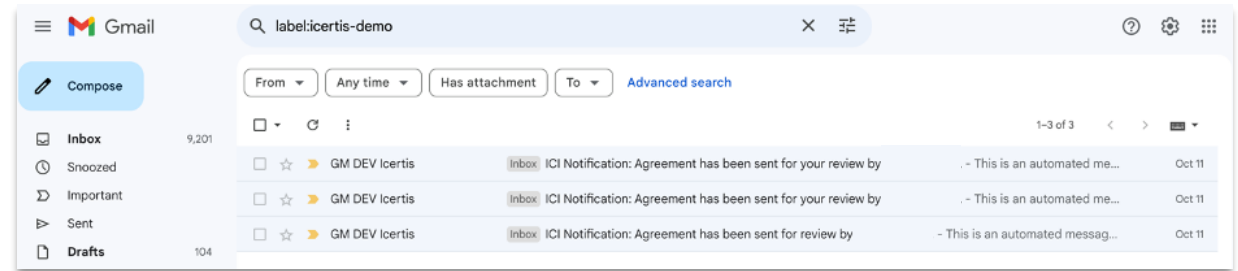 Gmail
label:icertis-demo
Compose
From Any time Has attachment To Advanced search
1–3 of 3
Inbox 9,201
Snoozed
Important
Sent
Drafts 104
GM DEV Icertis Inbox ICI Notification: Agreement has been sent for your review by . - This is an automated me... Oct 11
GM DEV Icertis Inbox ICI Notification: Agreement has been sent for your review by . - This is an automated me... Oct 11
GM DEV Icertis Inbox ICI Notification: Agreement has been sent for review by - This is an automated messag... Oct 11